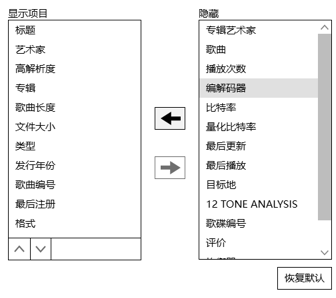 显示项目
标题
艺术家
高解析度
专辑
歌曲长度
文件大小
类型
发行年份
歌曲编号
最后注册
格式
隐藏
专辑艺术家
歌曲
播放次数
编解码器
比特率
量化比特率
最后更新
最后播放
目标地
12 TONE ANALYSIS
歌碟编号
评价
恢复默认